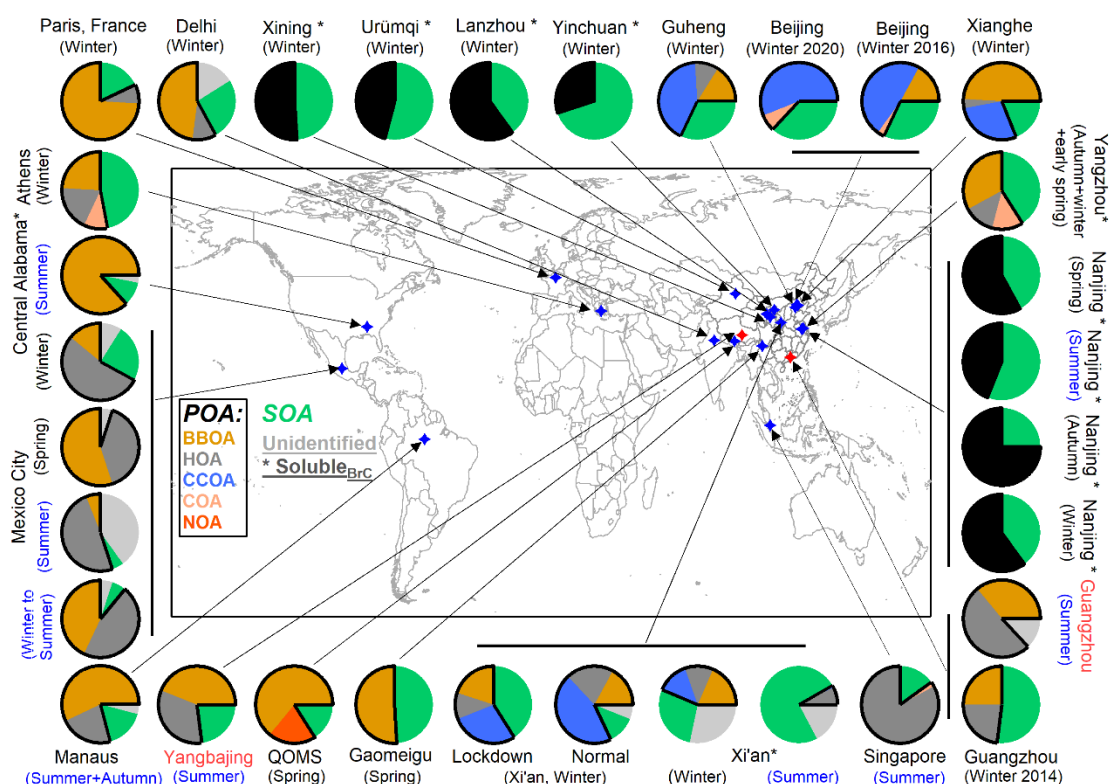 Paris, France
(Winter)
Delhi
(Winter)
Xining *
(Winter)
Urümqi *
(Winter)
Lanzhou *
(Winter)
Yinchuan *
(Winter)
Guheng
(Winter)
Beijing
(Winter 2020)
Beijing
(Winter 2016)
Xianghe
(Winter)
Athens
(Winter)
Central Alabama*
(Summer)
Mexico City
(Winter)
(Spring)
(Summer)
(Winter to
Summer)
POA:
BBOA
HOA
CCOA
COA
NOA
SOA
Unidentified
* Soluble BrC
Yangzhou*
(Autumn+winter
+early spring)
Nanjing *
(Spring)
Nanjing *
(Summer)
Nanjing *
(Autumn)
Nanjing *
(Winter)
Guangzhou
(Summer)
Manaus
(Summer+Autumn)
Yangbajing
(Summer)
QOMS
(Spring)
Gaomeigu
(Spring)
Lockdown
Normal
(Xi'an, Winter)
Xi'an*
(Winter)
(Summer)
Singapore
(Summer)
Guangzhou
(Winter 2014)